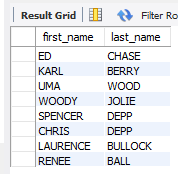 Result Grid Filter Ro
first_name last_name
ED CHASE
KARL BERRY
UMA WOOD
WOODY JOLIE
SPENCER DEPP
CHRIS DEPP
LAURENCE BULLOCK
RENEE BALL